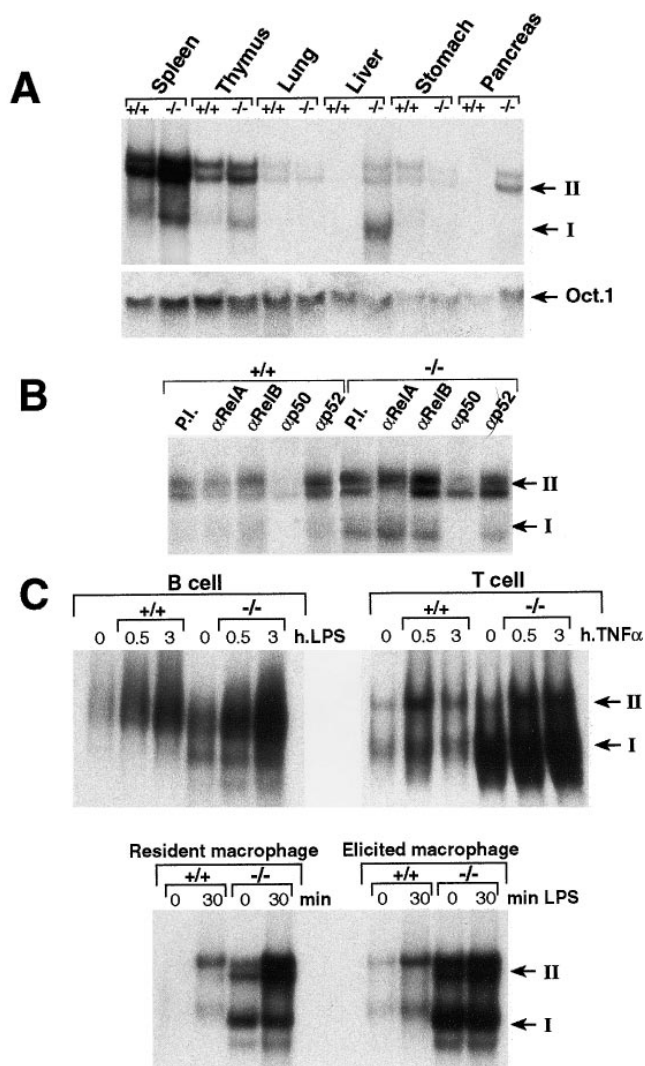 A
Spleen Thymus Lung Liver Stomach Pancreas
+/+ -/- +/+ -/- +/+ -/- +/+ -/- +/+ -/- +/+ -/-
II
I
Oct.1
B
+/+ -/-
P.I. αRelA αRelB αp50 αp52 P.I. αRelA αRelB αp50 αp52
II
I
C
B cell T cell
+/+ -/- +/+ -/-
0 0.5 3 0 0.5 3 h.LPS 0 0.5 3 0 0.5 3 h.TNFα
II
I
Resident macrophage Elicited macrophage
+/+ -/- +/+ -/-
0 30 0 30 min 0 30 0 30 min LPS
II
I